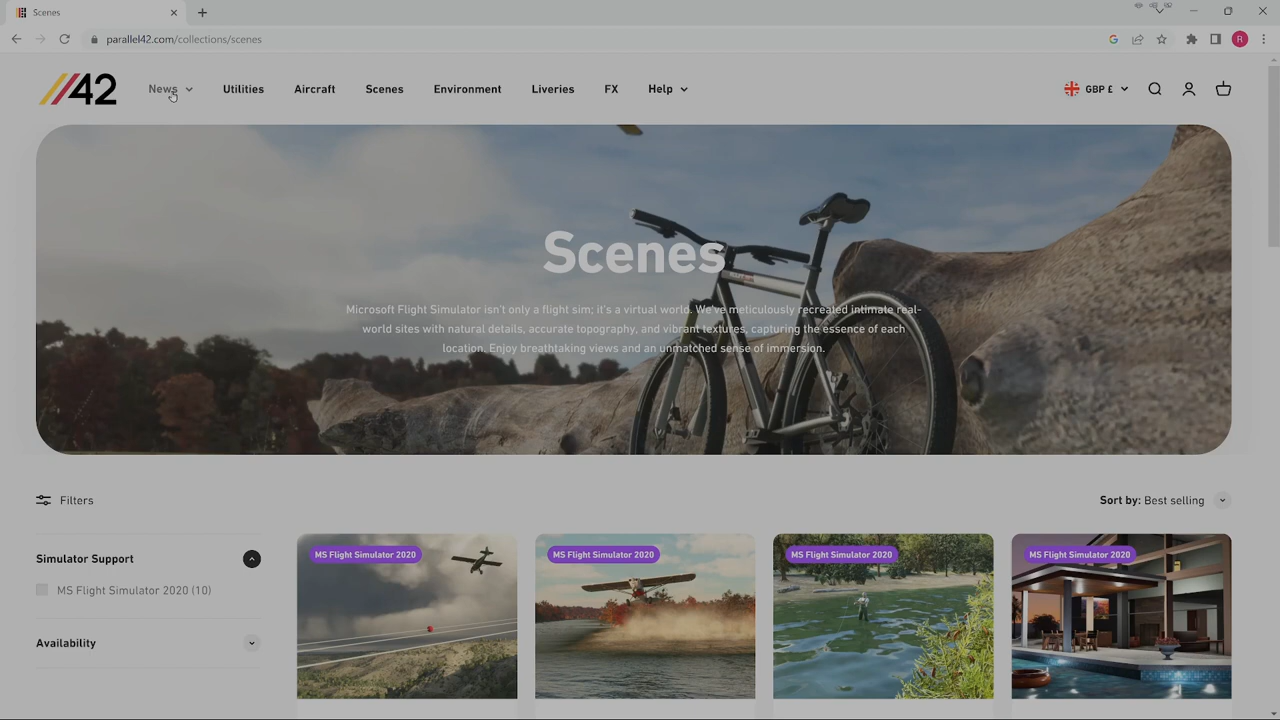 Scenes
parallel42.com/collections/scenes
R
//42
News
Utilities
Aircraft
Scenes
Environment
Liveries
FX
Help
GBP £
Scenes
Microsoft Flight Simulator isn't only a flight sim; it's a virtual world. We've meticulously recreated intimate real-
world sites with natural details, accurate topography, and vibrant textures, capturing the essence of each
location. Enjoy breathtaking views and an unmatched sense of immersion.
Filters
Sort by: Best selling
Simulator Support
MS Flight Simulator 2020 (10)
Availability
MS Flight Simulator 2020
MS Flight Simulator 2020
MS Flight Simulator 2020
MS Flight Simulator 2020